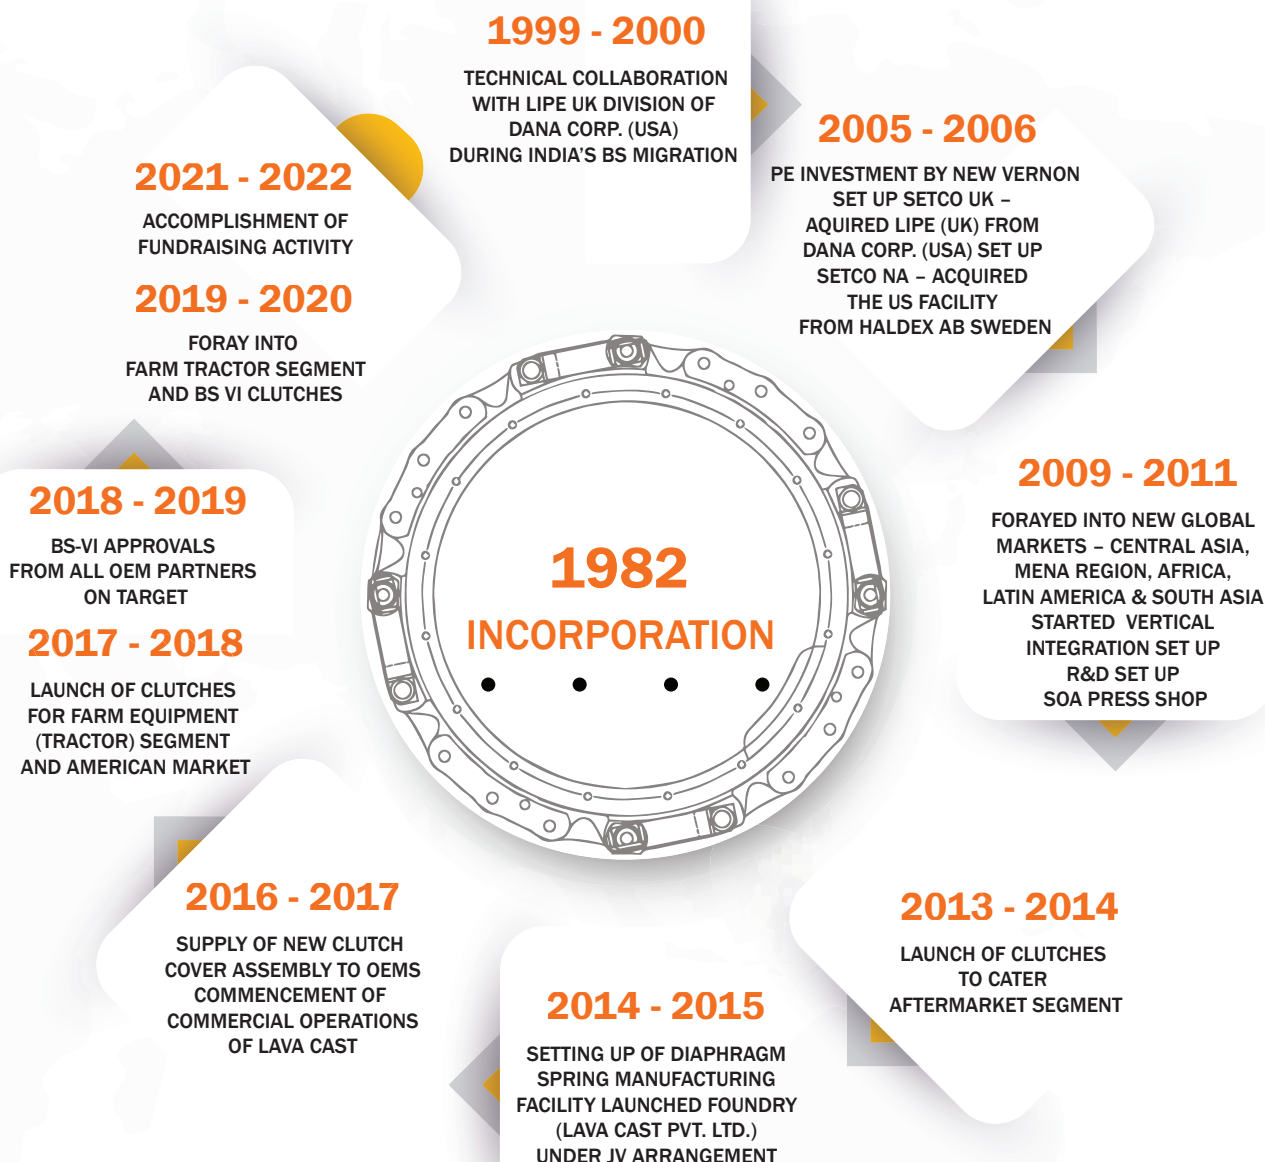 1999 - 2000
TECHNICAL COLLABORATION
WITH LIPE UK DIVISION OF
DANA CORP. (USA)
DURING INDIA'S BS MIGRATION
2005 - 2006
PE INVESTMENT BY NEW VERNON
SET UP SETCO UK –
AQUIRED LIPE (UK) FROM
DANA CORP. (USA) SET UP
SETCO NA – ACQUIRED
THE US FACILITY
FROM HALDEX AB SWEDEN
2009 - 2011
FORAYED INTO NEW GLOBAL
MARKETS – CENTRAL ASIA,
MENA REGION, AFRICA,
LATIN AMERICA & SOUTH ASIA
STARTED VERTICAL
INTEGRATION SET UP
R&D SET UP
SOA PRESS SHOP
2013 - 2014
LAUNCH OF CLUTCHES
TO CATER
AFTERMARKET SEGMENT
2014 - 2015
SETTING UP OF DIAPHRAGM
SPRING MANUFACTURING
FACILITY LAUNCHED FOUNDRY
(LAVA CAST PVT. LTD.)
UNDER JV ARRANGEMENT
2016 - 2017
SUPPLY OF NEW CLUTCH
COVER ASSEMBLY TO OEMS
COMMENCEMENT OF
COMMERCIAL OPERATIONS
OF LAVA CAST
2017 - 2018
LAUNCH OF CLUTCHES
FOR FARM EQUIPMENT
(TRACTOR) SEGMENT
AND AMERICAN MARKET
2018 - 2019
BS-VI APPROVALS
FROM ALL OEM PARTNERS
ON TARGET
2019 - 2020
FORAY INTO
FARM TRACTOR SEGMENT
AND BS VI CLUTCHES
2021 - 2022
ACCOMPLISHMENT OF
FUNDRAISING ACTIVITY
1982
INCORPORATION